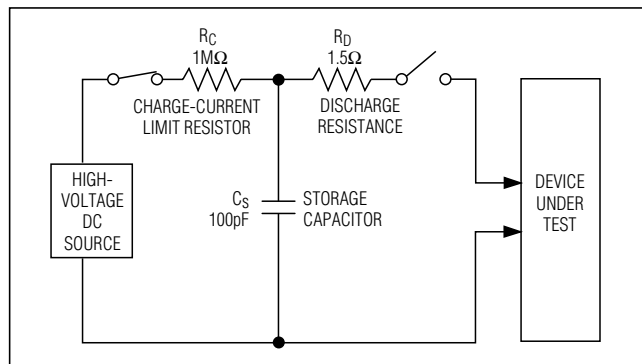 RC
1MΩ
CHARGE-CURRENT
LIMIT RESISTOR
RD
1.5Ω
DISCHARGE
RESISTANCE
HIGH-
VOLTAGE
DC
SOURCE
CS
100pF
STORAGE
CAPACITOR
DEVICE
UNDER
TEST